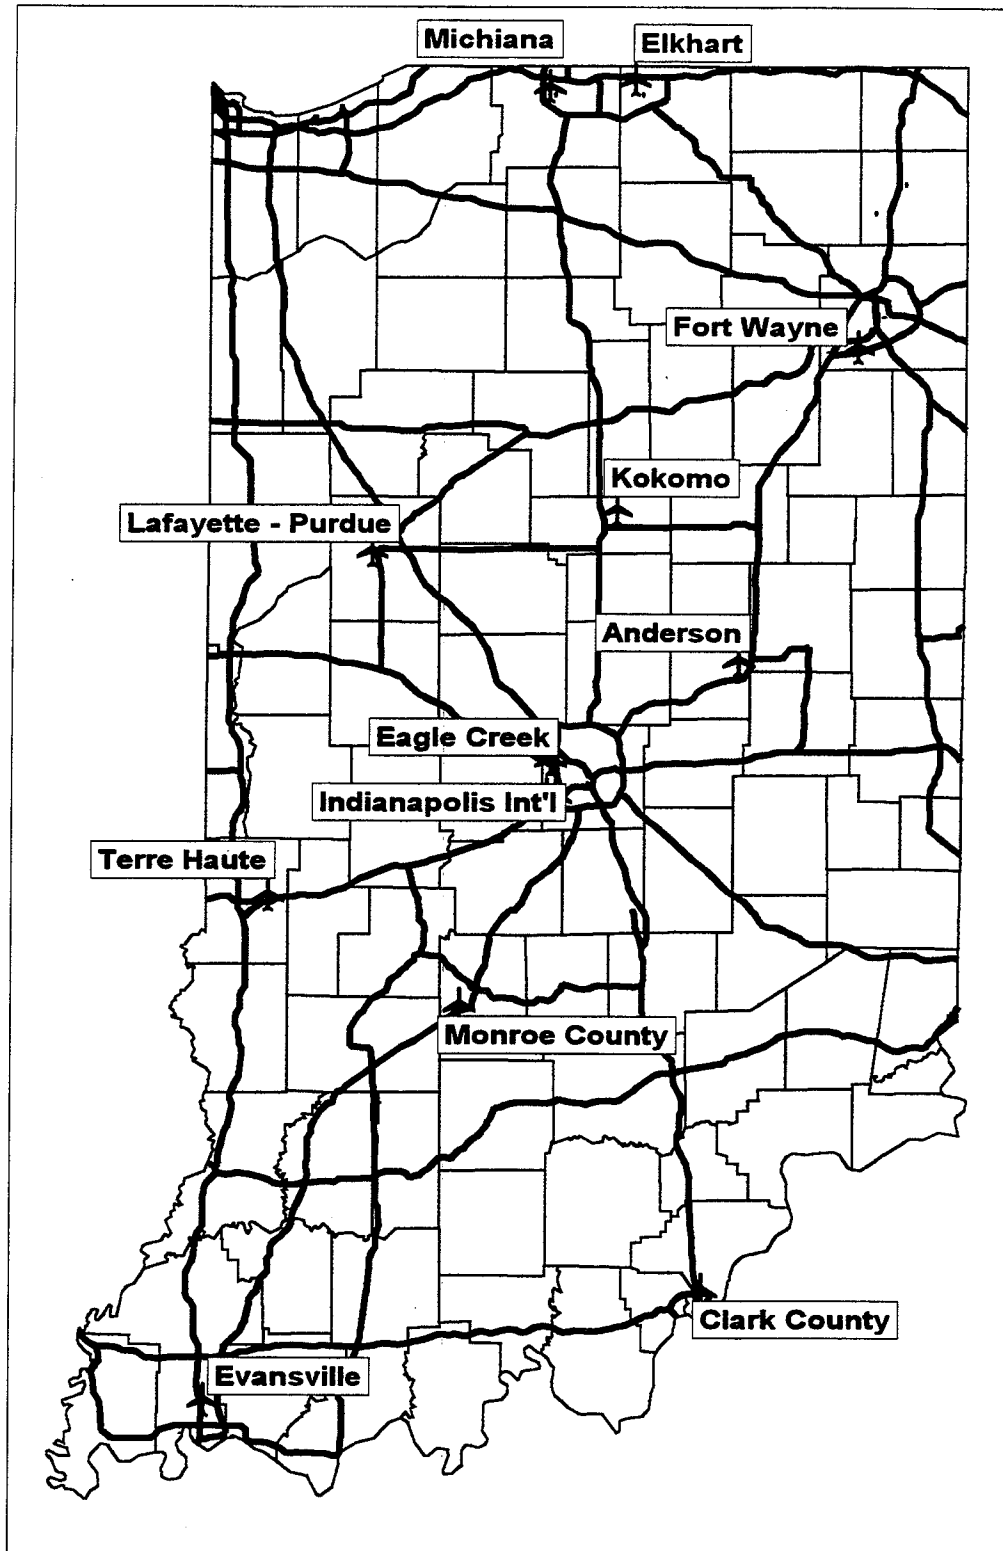 Michiana
Elkhart
Fort Wayne
Kokomo
Lafayette - Purdue
Anderson
Eagle Creek
Indianapolis Int'l
Terre Haute
Monroe County
Clark County
Evansville